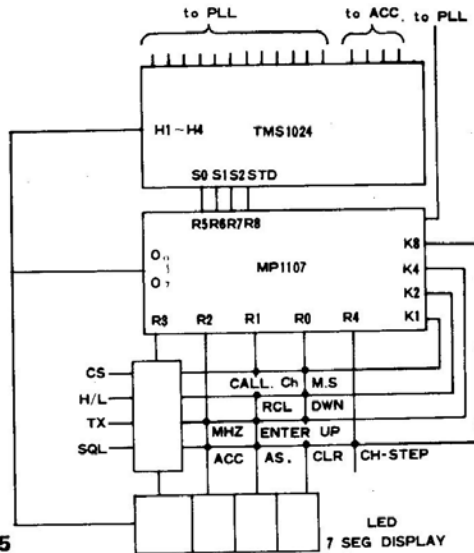 to PLL
to ACC. to PLL
H1~H4 TMS1024
S0 S1 S2 STD
R5 R6 R7 R8
K8
O0
MP1107
K4
O7
K2
R3 R2 R1 R0 R4 K1
CS
CALL. Ch M.S
H/L
RCL DWN
TX
MHZ ENTER UP
SQL
ACC AS. CLR CH-STEP
LED
7 SEG DISPLAY
5